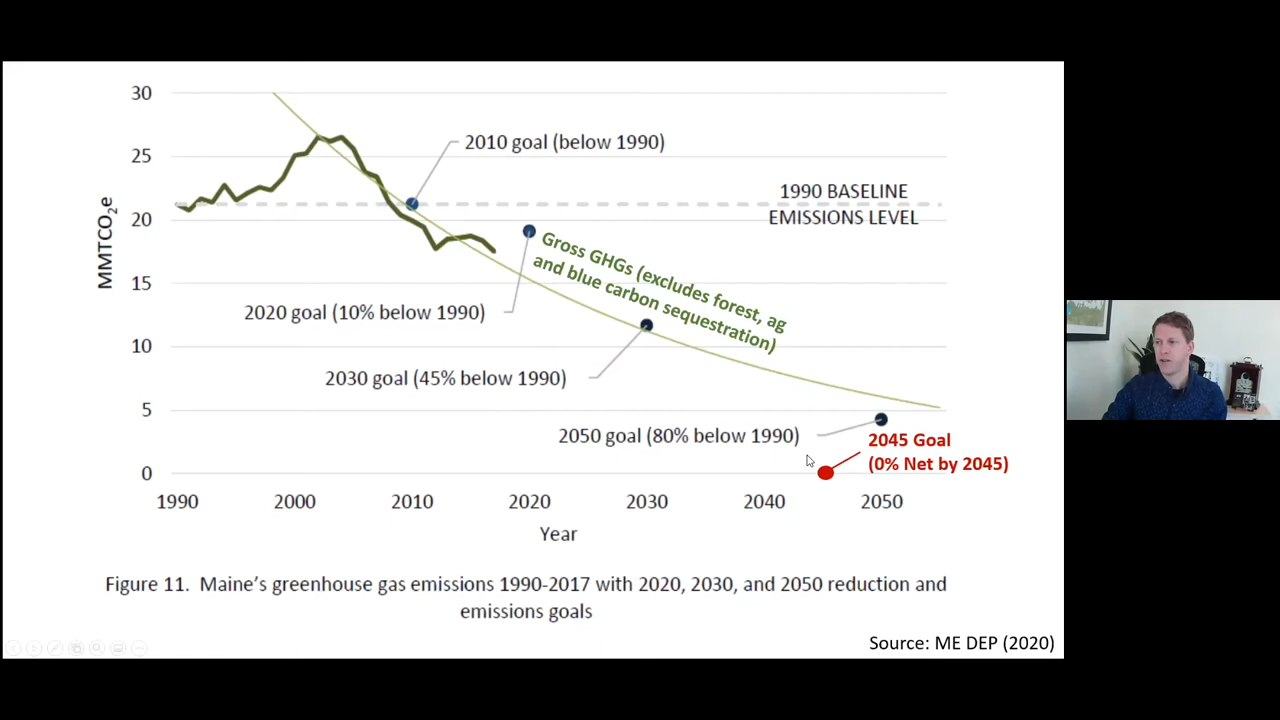 30
2010 goal (below 1990)
25
1990 BASELINE
EMISSIONS LEVEL
20
MMTCO₂e
Gross GHGs (excludes forest, ag
and blue carbon sequestration)
15
2020 goal (10% below 1990)
10
2030 goal (45% below 1990)
5
2050 goal (80% below 1990)
2045 Goal
(0% Net by 2045)
0
1990 2000 2010 2020 2030 2040 2050
Year
Figure 11. Maine's greenhouse gas emissions 1990-2017 with 2020, 2030, and 2050 reduction and
emissions goals
Source: ME DEP (2020)